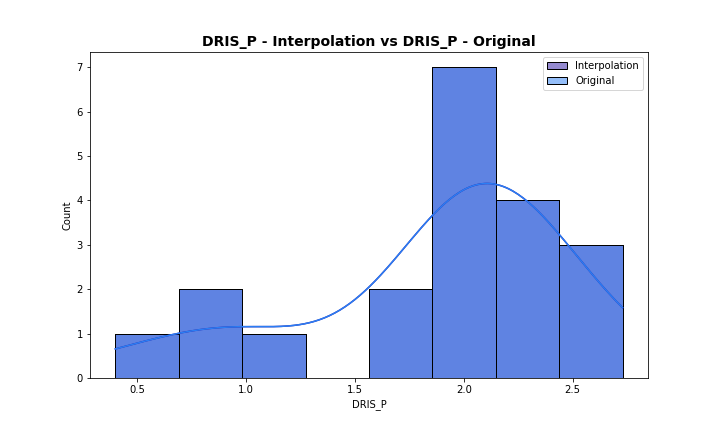 DRIS_P - Interpolation vs DRIS_P - Original
Interpolation
Original
7
6
5
4
3
2
1
0
Count
0.5 1.0 1.5 2.0 2.5
DRIS_P